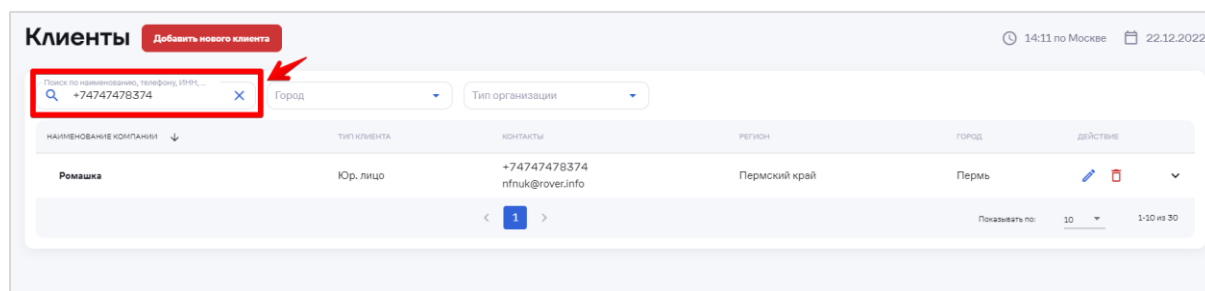 Клиенты Добавить нового клиента 14:11 по Москве 22.12.2022
Поиск по наименованию, телефону, ИНН, ...
+74747478374 Город Тип организации
НАИМЕНОВАНИЕ КОМПАНИИ ТИП КЛИЕНТА КОНТАКТЫ РЕГИОН ГОРОД ДЕЙСТВИЕ
Ромашка Юр. лицо +74747478374 Пермский край Пермь
nfnuk@rover.info
< 1 > Показывать по: 10 1-10 из 30